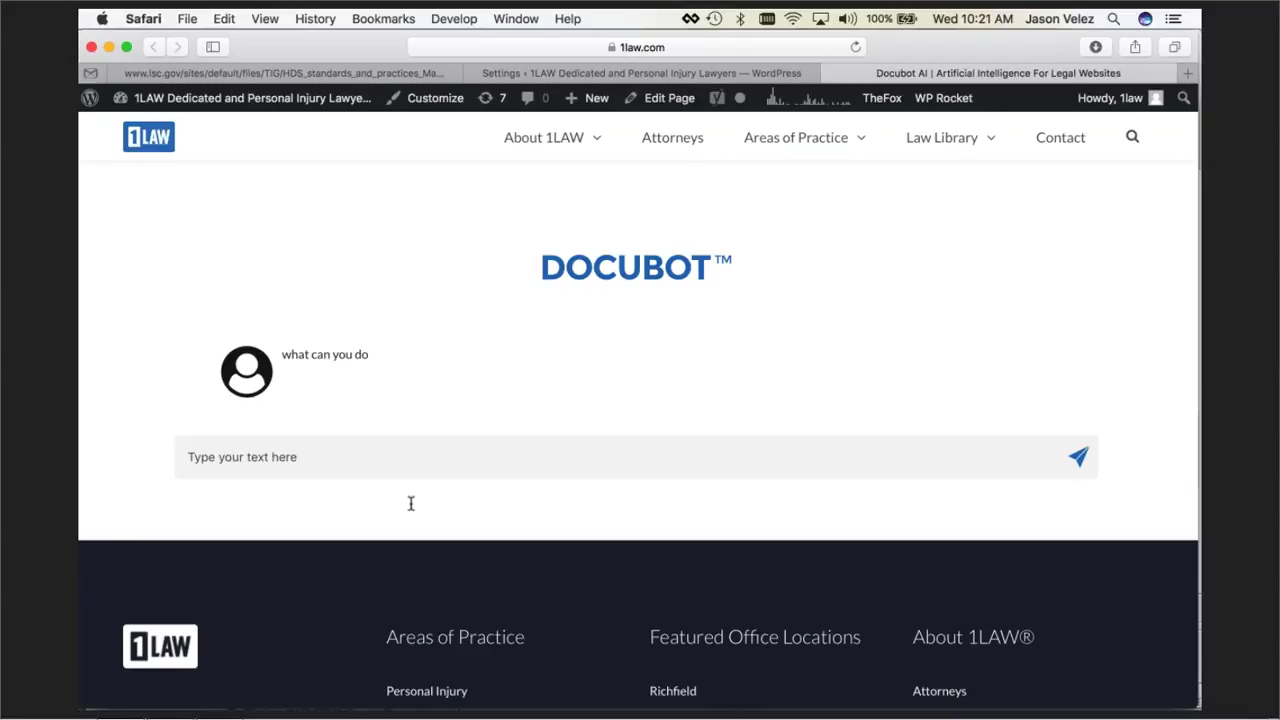 Safari File Edit View History Bookmarks Develop Window Help 100% Wed 10:21 AM Jason Velez
1law.com
www.lsc.gov/sites/default/files/TIG/HDS_standards_and_practices_Ma...
Settings ‹ 1LAW Dedicated and Personal Injury Lawyers — WordPress
Docubot AI | Artificial Intelligence For Legal Websites
1LAW Dedicated and Personal Injury Lawye... Customize 7 0 New Edit Page TheFox WP Rocket Howdy, 1law
1LAW
About 1LAW Attorneys Areas of Practice Law Library Contact
DOCUBOT™
what can you do
Type your text here
1LAW
Areas of Practice Featured Office Locations About 1LAW®
Personal Injury Richfield Attorneys